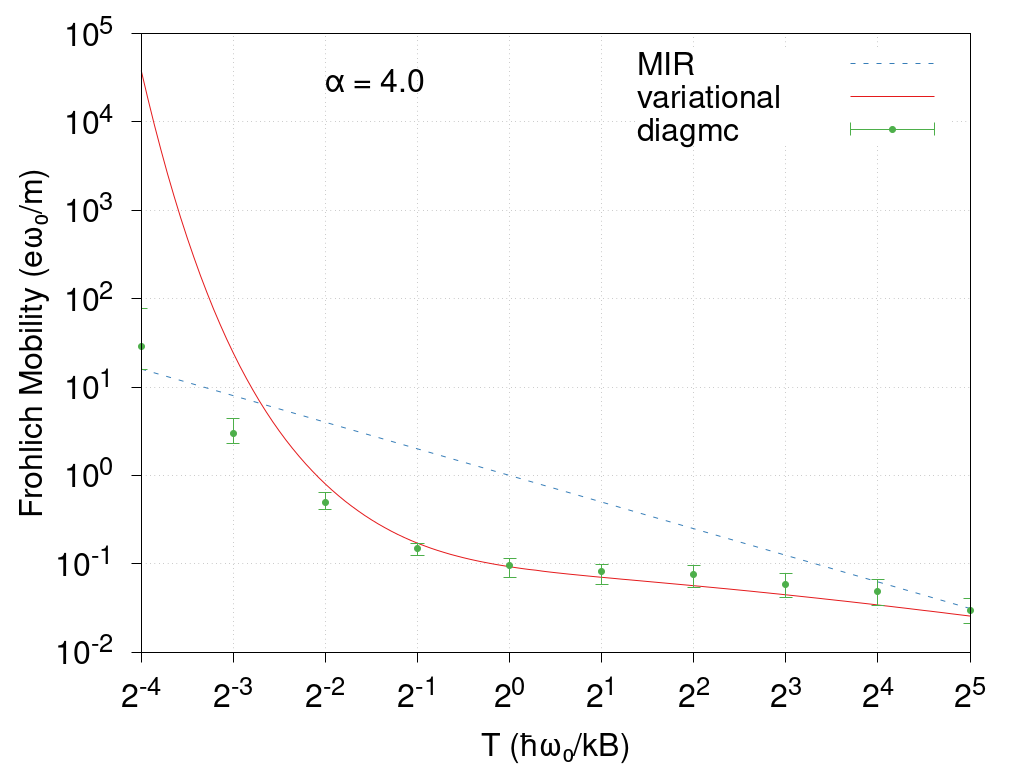 10^5
10^4
10^3
10^2
10^1
10^0
10^-1
10^-2
Frohlich Mobility (eω₀/m)
α = 4.0
MIR
variational
diagmc
2^-4 2^-3 2^-2 2^-1 2^0 2^1 2^2 2^3 2^4 2^5
T (ħω₀/kB)